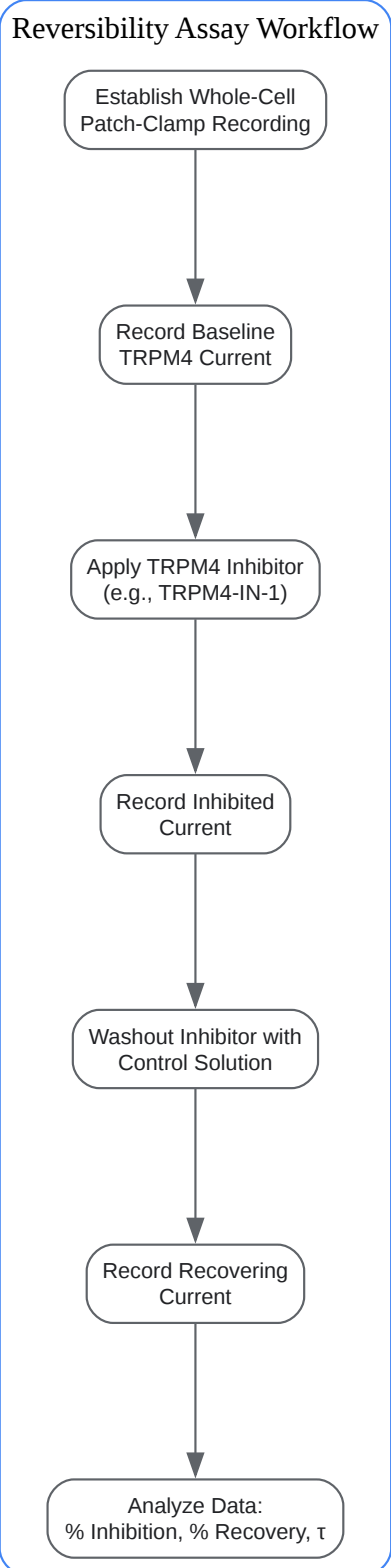 Reversibility Assay Workflow
Establish Whole-Cell
Patch-Clamp Recording
Record Baseline
TRPM4 Current
Apply TRPM4 Inhibitor
(e.g., TRPM4-IN-1)
Record Inhibited
Current
Washout Inhibitor with
Control Solution
Record Recovering
Current
Analyze Data:
% Inhibition, % Recovery, τ